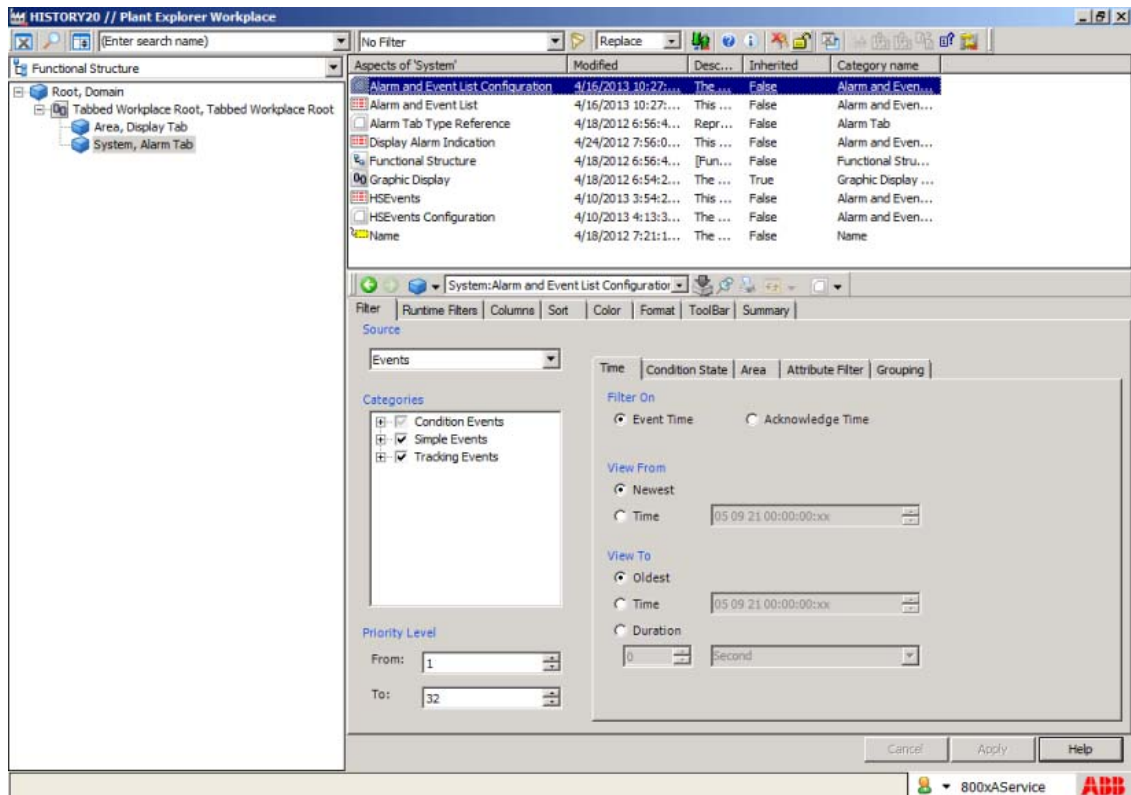 HISTORY20 // Plant Explorer Workplace
(Enter search name) No Filter Replace
Functional Structure
Root, Domain
Tabbed Workplace Root, Tabbed Workplace Root
Area, Display Tab
System, Alarm Tab
Aspects of 'System' Modified Desc... Inherited Category name
Alarm and Event List Configuration 4/16/2013 10:27:... The ... False Alarm and Even...
Alarm and Event List 4/16/2013 10:27:... This ... False Alarm and Even...
Alarm Tab Type Reference 4/18/2012 6:56:4... Repr... False Alarm Tab
Display Alarm Indication 4/24/2012 7:56:0... This ... False Alarm and Even...
Functional Structure 4/18/2012 6:56:4... [Fun... False Functional Stru...
Graphic Display 4/18/2012 6:54:2... The ... True Graphic Display ...
HSEvents 4/10/2013 3:54:2... This ... False Alarm and Even...
HSEvents Configuration 4/10/2013 4:13:3... The ... False Alarm and Even...
Name 4/18/2012 7:21:1... The ... False Name
System:Alarm and Event List Configuration
Filter Runtime Filters Columns Sort Color Format ToolBar Summary
Source
Events
Categories
Condition Events
Simple Events
Tracking Events
Priority Level
From: 1
To: 32
Time Condition State Area Attribute Filter Grouping
Filter On
Event Time Acknowledge Time
View From
Newest
Time 05 09 21 00:00:00:xx
View To
Oldest
Time 05 09 21 00:00:00:xx
Duration
0 Second
Cancel Apply Help
800xAService ABB